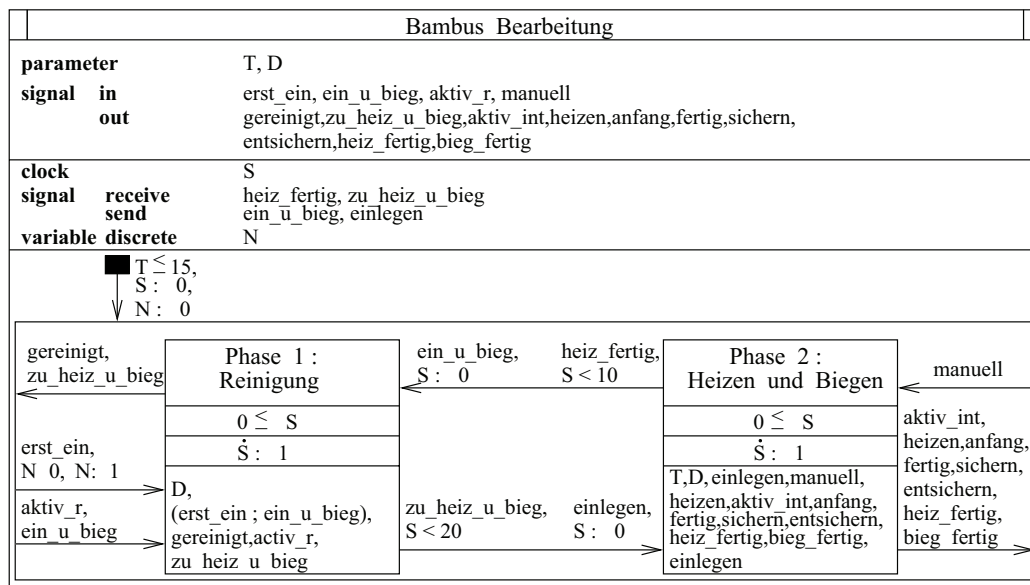 Bambus Bearbeitung
parameter T, D
signal in erst_ein, ein_u_bieg, aktiv_r, manuell
out gereinigt,zu_heiz_u_bieg,aktiv_int,heizen,anfang,fertig,sichern,
entsichern,heiz_fertig,bieg_fertig
clock S
signal receive heiz_fertig, zu_heiz_u_bieg
send ein_u_bieg, einlegen
variable discrete N
T ≤ 15,
S : 0,
N : 0
gereinigt,
zu_heiz_u_bieg
erst_ein,
N 0, N: 1
aktiv_r,
ein_u_bieg
Phase 1 :
Reinigung
0 ≤ S
Ṡ : 1
D,
(erst_ein ; ein_u_bieg),
gereinigt,activ_r,
zu_heiz_u_bieg
ein_u_bieg,
S : 0
heiz_fertig,
S < 10
zu_heiz_u_bieg,
S < 20
einlegen,
S : 0
Phase 2 :
Heizen und Biegen
0 ≤ S
Ṡ : 1
T,D,einlegen,manuell,
heizen,aktiv_int,anfang,
fertig,sichern,entsichern,
heiz_fertig,bieg_fertig,
einlegen
manuell
aktiv_int,
heizen,anfang,
fertig,sichern,
entsichern,
heiz_fertig,
bieg_fertig